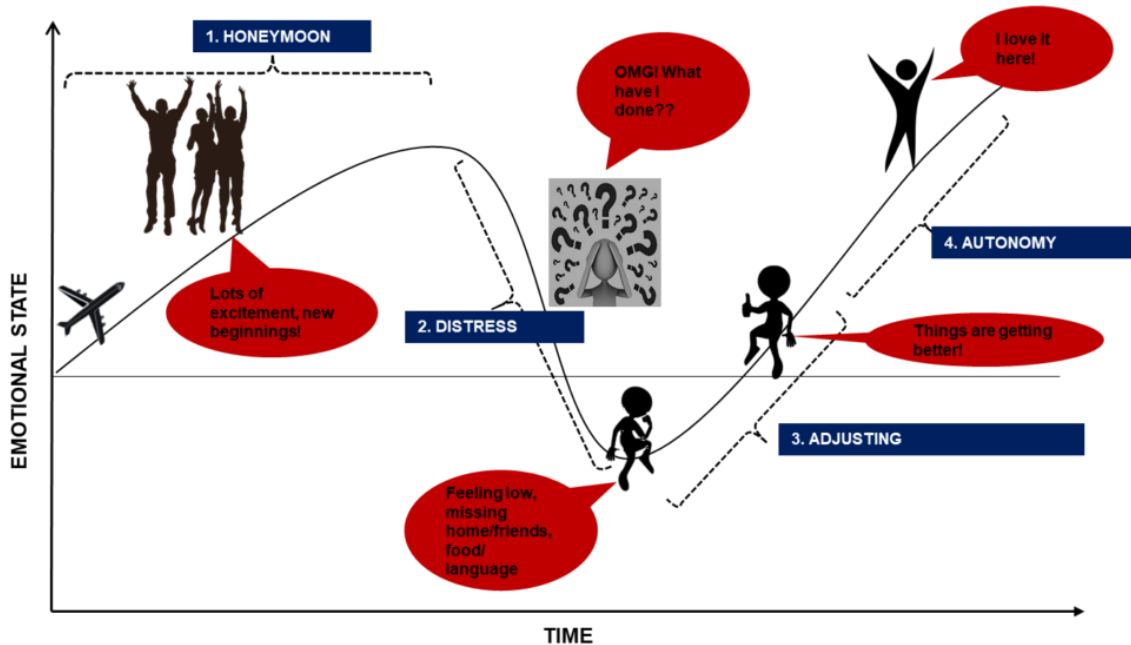 1. HONEYMOON
I love it
here!
OMG! What
have I
done??
4. AUTONOMY
Lots of
excitement, new
beginnings!
2. DISTRESS
Things are getting
better!
3. ADJUSTING
Feeling low,
missing
home/friends,
food/
language
EMOTIONAL STATE
TIME